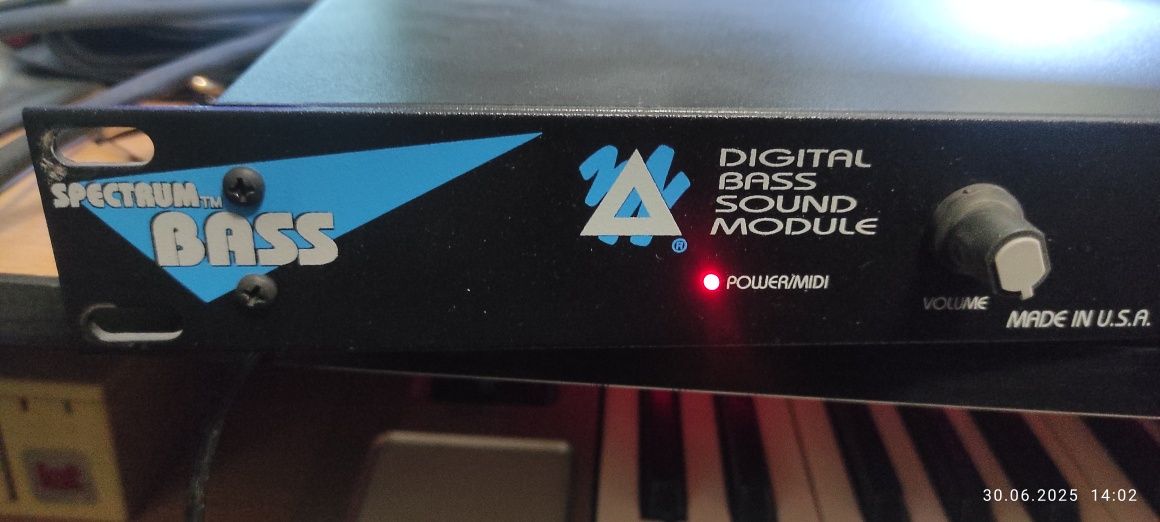 SPECTRUM™
BASS
DIGITAL
BASS
SOUND
MODULE
®
POWER/MIDI
VOLUME
MADE IN U.S.A.
30.06.2025 14:02